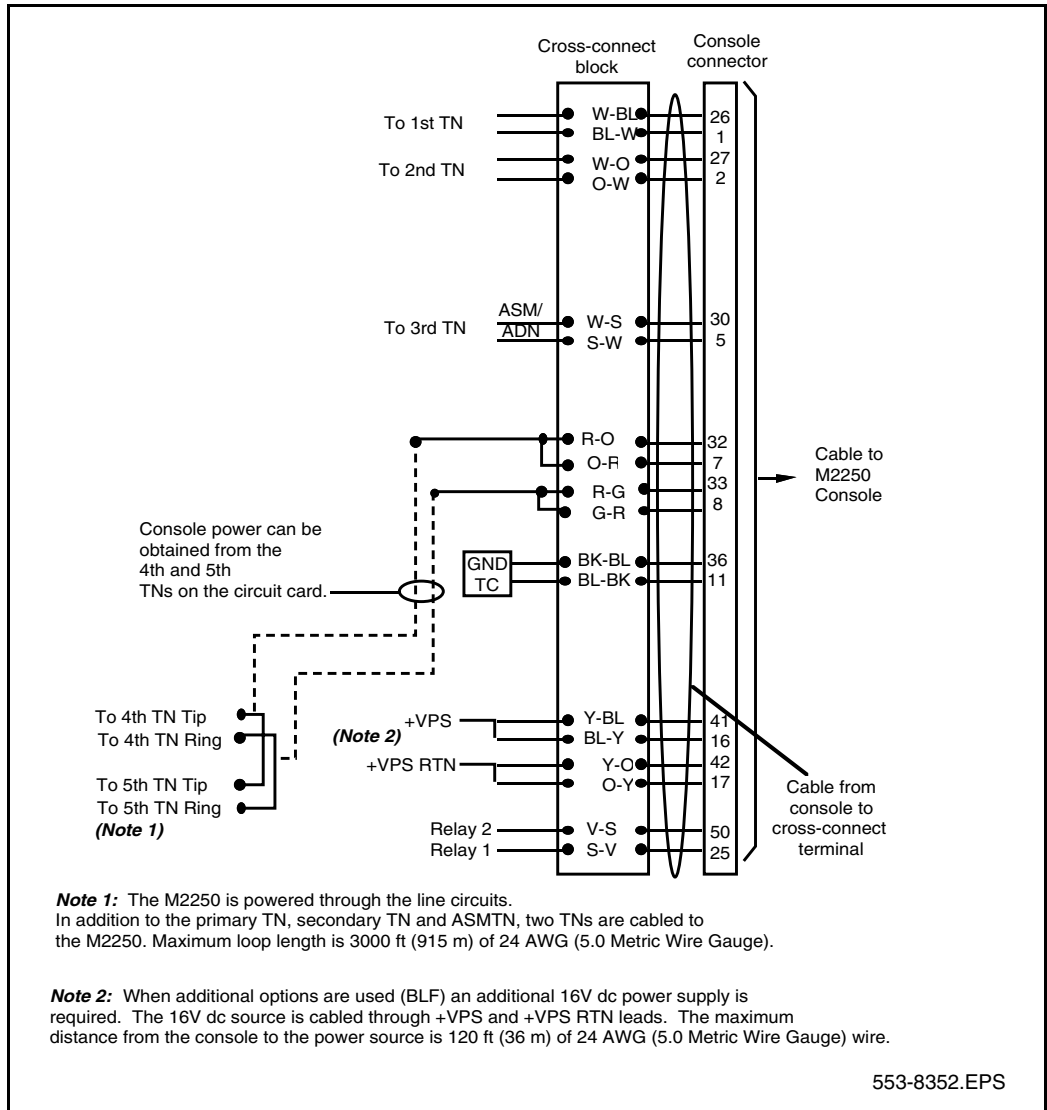 Cross-connect
block
Console
connector
To 1st TN
W-BL
26
BL-W
1
To 2nd TN
W-O
27
O-W
2
To 3rd TN
ASM/
ADN
W-S
30
S-W
5
R-O
32
O-R
7
R-G
33
G-R
8
Cable to
M2250
Console
Console power can be
obtained from the
4th and 5th
TNs on the circuit card.
GND
TC
BK-BL
36
BL-BK
11
To 4th TN Tip
To 4th TN Ring
To 5th TN Tip
To 5th TN Ring
(Note 1)
+VPS
(Note 2)
+VPS RTN
Y-BL
41
BL-Y
16
Y-O
42
O-Y
17
Relay 2
V-S
50
Relay 1
S-V
25
Cable from
console to
cross-connect
terminal
Note 1: The M2250 is powered through the line circuits.
In addition to the primary TN, secondary TN and ASMTN, two TNs are cabled to
the M2250. Maximum loop length is 3000 ft (915 m) of 24 AWG (5.0 Metric Wire Gauge).
Note 2: When additional options are used (BLF) an additional 16V dc power supply is
required. The 16V dc source is cabled through +VPS and +VPS RTN leads. The maximum
distance from the console to the power source is 120 ft (36 m) of 24 AWG (5.0 Metric Wire Gauge) wire.
553-8352.EPS